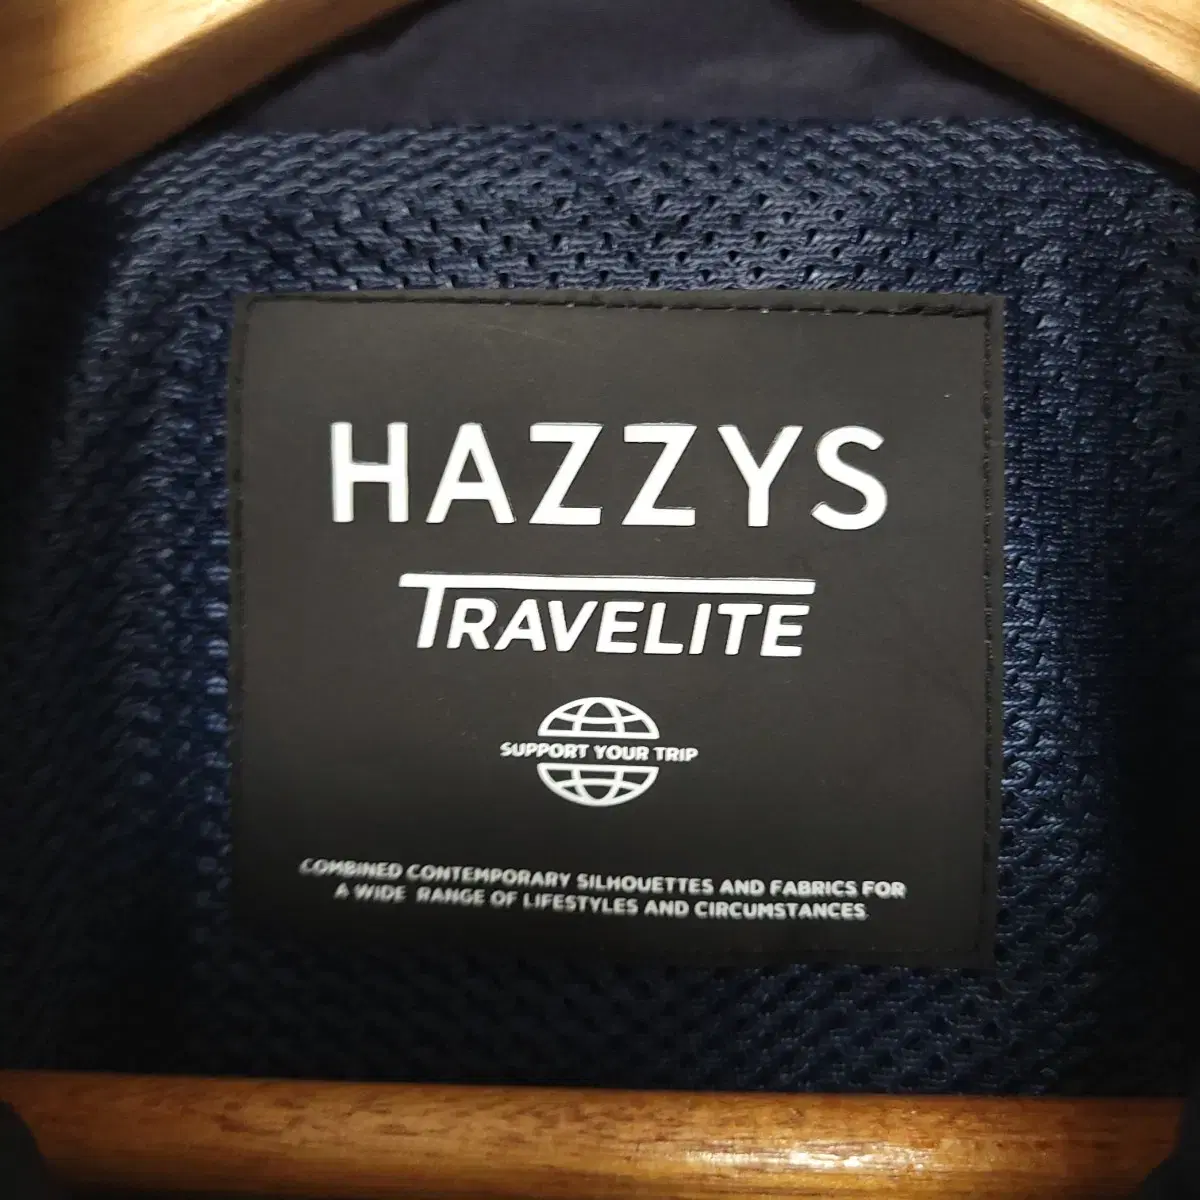 HAZZYS
TRAVELITE
SUPPORT YOUR TRIP
COMBINED CONTEMPORARY SILHOUETTES AND FABRICS FOR
A WIDE RANGE OF LIFESTYLES AND CIRCUMSTANCES